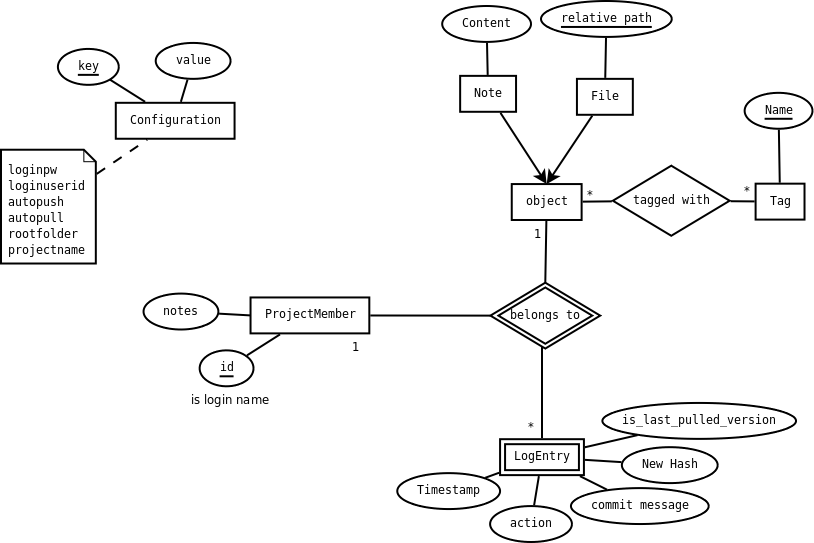 Content
relative path
key
value
Configuration
Note
File
Name
loginpw
loginuserid
autopush
autopull
rootfolder
projectname
object
*
tagged with
*
Tag
1
notes
ProjectMember
belongs to
1
id
is login name
*
is_last_pulled_version
LogEntry
New Hash
Timestamp
commit message
action